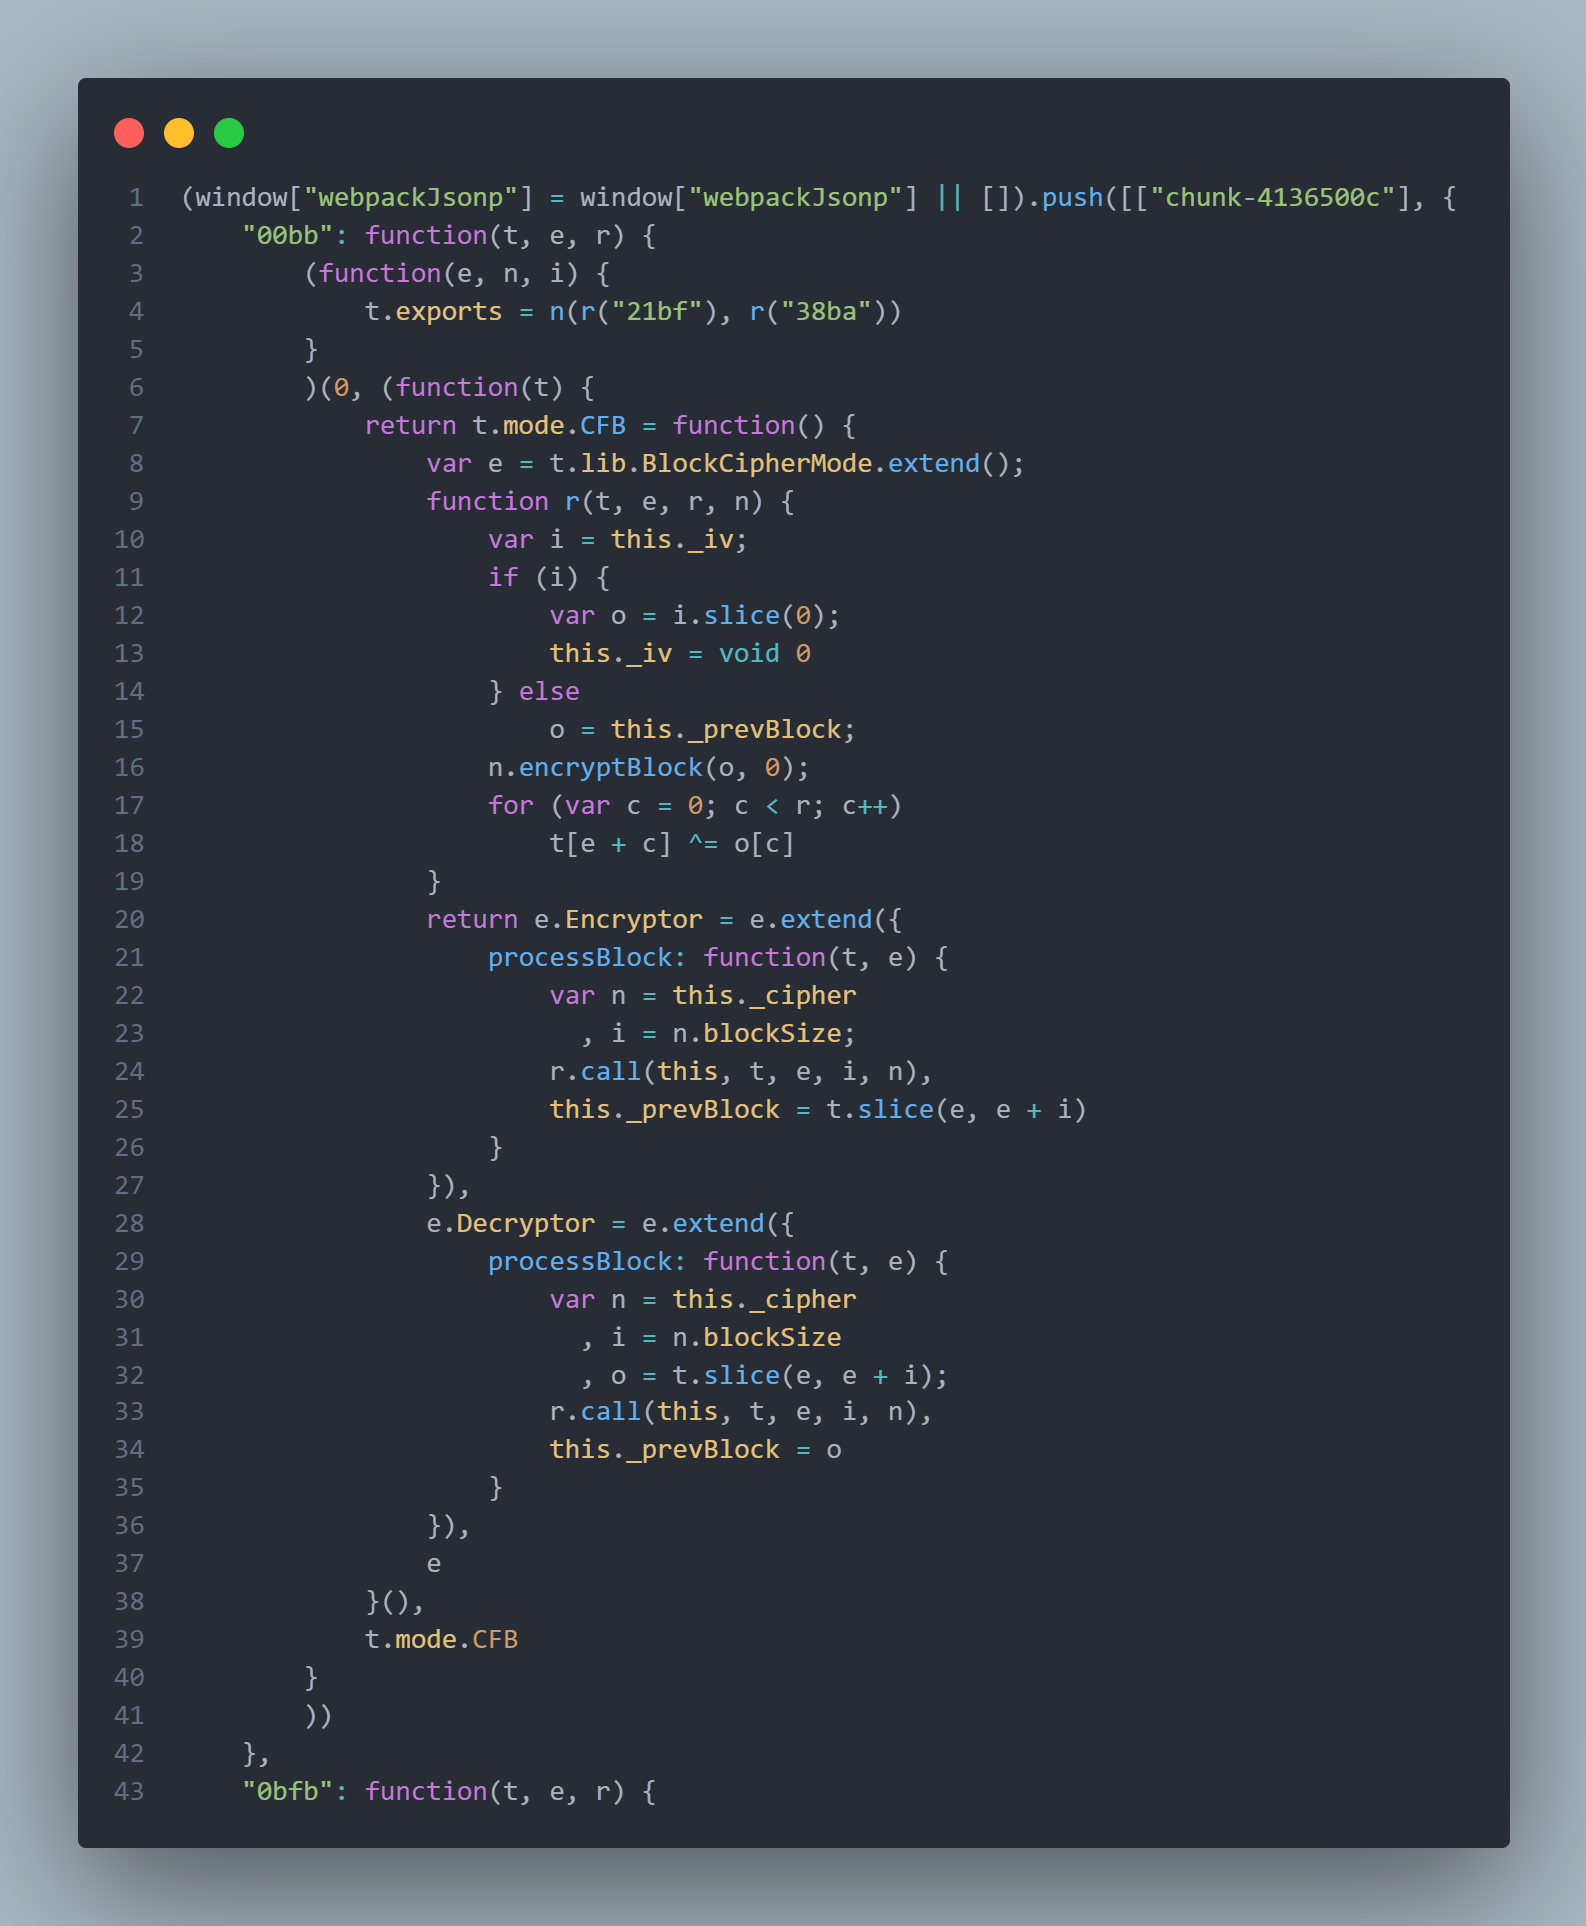 1 (window["webpackJsonp"] = window["webpackJsonp"] || []).push([["chunk-4136500c"], {
2     "00bb": function(t, e, r) {
3         (function(e, n, i) {
4             t.exports = n(r("21bf"), r("38ba"))
5         }
6         )(0, (function(t) {
7             return t.mode.CFB = function() {
8                 var e = t.lib.BlockCipherMode.extend();
9                 function r(t, e, r, n) {
10                     var i = this._iv;
11                     if (i) {
12                         var o = i.slice(0);
13                         this._iv = void 0
14                     } else
15                         o = this._prevBlock;
16                     n.encryptBlock(o, 0);
17                     for (var c = 0; c < r; c++)
18                         t[e + c] ^= o[c]
19                 }
20                 return e.Encryptor = e.extend({
21                     processBlock: function(t, e) {
22                         var n = this._cipher
23                           , i = n.blockSize;
24                         r.call(this, t, e, i, n),
25                         this._prevBlock = t.slice(e, e + i)
26                     }
27                 }),
28                 e.Decryptor = e.extend({
29                     processBlock: function(t, e) {
30                         var n = this._cipher
31                           , i = n.blockSize
32                           , o = t.slice(e, e + i);
33                         r.call(this, t, e, i, n),
34                         this._prevBlock = o
35                     }
36                 }),
37                 e
38             }(),
39             t.mode.CFB
40         }
41         ))
42     },
43     "0bfb": function(t, e, r) {